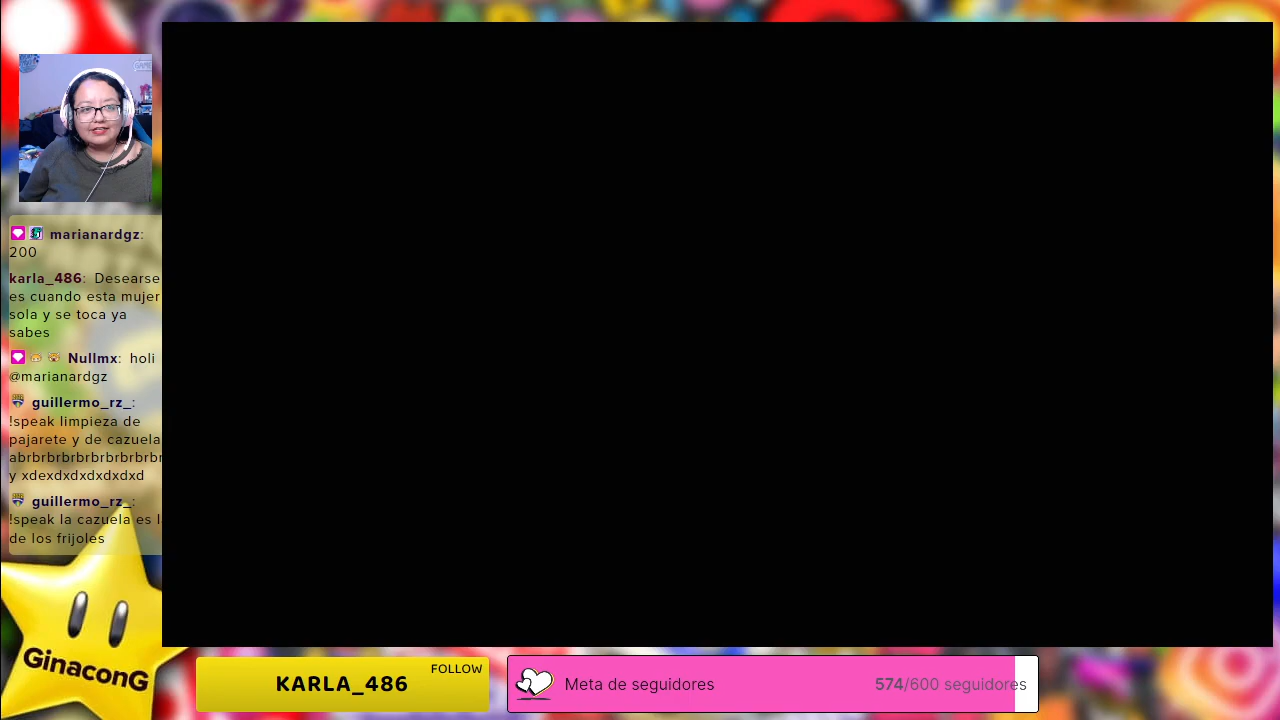 GAME
marianardgz:
200
karla_486: Desearse
es cuando esta mujer
sola y se toca ya
sabes
Nullmx: holi
@marianardgz
guillermo_rz_:
!speak limpieza de
pajarete y de cazuela
abrbrbrbrbrbrbrbrbr
y xdexdxdxdxdxdxd
guillermo_rz_:
!speak la cazuela es
de los frijoles
GinaconG
FOLLOW
KARLA_486
Meta de seguidores
574/600 seguidores